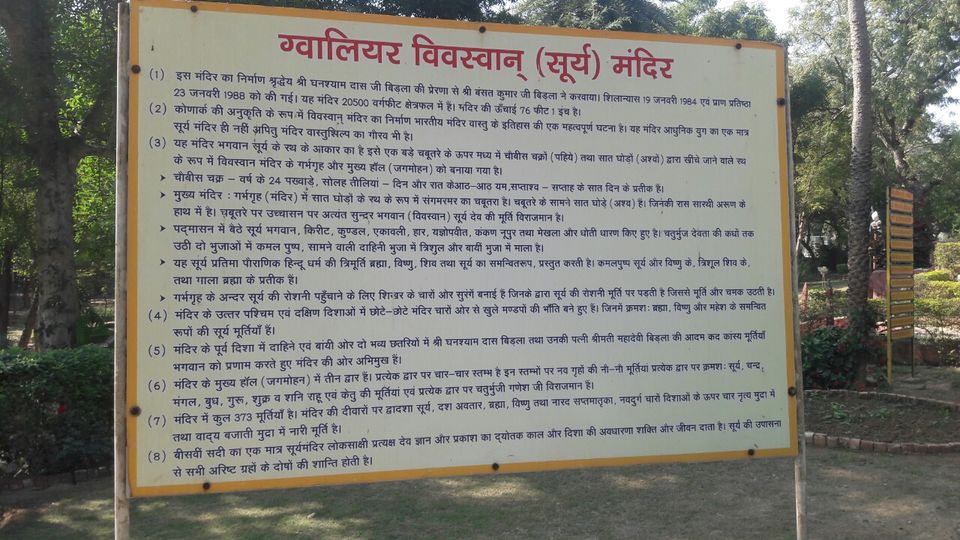 ग्वालियर विवस्वान् (सूर्य) मंदिर
(1) इस मंदिर का निर्माण श्रृद्धेय श्री घनश्याम दास जी बिड़ला की प्रेरणा से श्री बंसत कुमार जी बिड़ला ने करवाया। शिलान्यास 19 जनवरी 1984 एवं प्राण प्रतिष्ठा
23 जनवरी 1988 को की गई। यह मंदिर 20500 वर्गफीट क्षेत्रफल में हैं। मंदिर की ऊँचाई 76 फीट 1 इंच है।
(2) कोणार्क की अनुकृति के रूप में विवस्वान् मंदिर का निर्माण भारतीय मंदिर वास्तु के इतिहास की एक महत्वपूर्ण घटना है। यह मंदिर आधुनिक युग का एक मात्र
सूर्य मंदिर ही नहीं अपितु मंदिर वास्तुशिल्प का गौरव भी है।
(3) यह मंदिर भगवान सूर्य के रथ के आकार का है इसे एक बड़े चबूतरे के ऊपर मध्य में चौबीस चक्रों (पहिये) तथा सात घोड़ों (अश्वों) द्वारा खींचे जाने वाले रथ
के रूप में विवस्वान मंदिर के गर्भगृह और मुख्य हॉल (जगमोहन) को बनाया गया है।
➤ चौबीस चक्र – वर्ष के 24 पखवाड़े, सोलह तीलियां – दिन और रात केआठ-आठ यम,सप्ताश्व – सप्ताह के सात दिन के प्रतीक हैं।
➤ मुख्य मंदिर : गर्भगृह (मंदिर) में सात घोड़ों के रथ के रूप में संगमरमर का चबूतरा है। चबूतरे के सामने सात घोड़े (अश्व) हैं। जिनकी रास सारथी अरूण के
हाथ में है। चबूतरे पर उच्चासन पर अत्यंत सुन्दर भगवान (विवस्वान) सूर्य देव की मूर्ति विराजमान है।
➤ पद्मासन में बैठे सूर्य भगवान, किरीट, कुण्डल, एकावली, हार, यज्ञोपवीत, कंकण नूपुर तथा मेखला और धोती धारण किए हुए है। चतुर्भुज देवता की कधों तक
उठी दो भुजाओं में कमल पुष्प, सामने वाली दाहिनी भुजा में त्रिशुल और बायीं भुजा में माला है।
➤ यह सूर्य प्रतिमा पौराणिक हिन्दू धर्म की त्रिमूर्ति ब्रह्मा, विष्णु, शिव तथा सूर्य का समन्वितरूप, प्रस्तुत करती है। कमलपुष्प सूर्य और विष्णु के, त्रिशूल शिव के,
तथा गाला ब्रह्मा के प्रतीक हैं।
➤ गर्भगृह के अन्दर सूर्य की रोशनी पहुँचाने के लिए शिखर के चारों ओर सुरंगें बनाई हैं जिनके द्वारा सूर्य की रोशनी मूर्ति पर पडती है जिससे मूर्ति और चमक उठती है।
(4) मंदिर के उत्तर पश्चिम एवं दक्षिण दिशाओं में छोटे-छोटे मंदिर चारों ओर से खुले मण्डपों की भाँति बने हुए हैं। जिनमें क्रमशः ब्रह्मा, विष्णु और महेश के समन्वित
रूपों की सूर्य मूर्तियाँ हैं।
(5) मंदिर के पूर्व दिशा में दाहिने एवं बांयी ओर दो भव्य छतरियों में श्री घनश्याम दास बिड़ला तथा उनकी पत्नी श्रीमती महादेवी बिड़ला की आदम कद कांस्य मूर्तियाँ
भगवान को प्रणाम करते हुए मंदिर की ओर अभिमुख हैं।
(6) मंदिर के मुख्य हॉल (जगमोहन) में तीन द्वार हैं। प्रत्येक द्वार पर चार-चार स्तम्भ है इन स्तम्भों पर नव गृहों की नौ-नौ मूर्तियां प्रत्येक द्वार पर क्रमशः सूर्य, चन्द्र,
मंगल, बुध, गुरू, शुक्र व शनि राहू एवं केतु की मूर्तिया एवं प्रत्येक द्वार पर चतुर्भुजी गणेश जी विराजमान हैं।
(7) मंदिर में कुल 373 मूर्तियाँ है। मंदिर की दीवारों पर द्वादशा सूर्य, दश अवतार, ब्रह्मा, विष्णु तथा नारद सप्तमातृका, नवदुर्गा चारों दिशाओं के ऊपर चार नृत्य मुद्रा में
तथा वाद्य बजाती मुद्रा में नारी मूर्ति है।
(8) बीसवीं सदी का एक मात्र सूर्यमंदिर लोकसाक्षी प्रत्यक्ष देव ज्ञान और प्रकाश का द्योतक काल और दिशा की अवधारणा शक्ति और जीवन दाता है। सूर्य की उपासना
से सभी अरिष्ट ग्रहों के दोषों की शान्ति होती है।